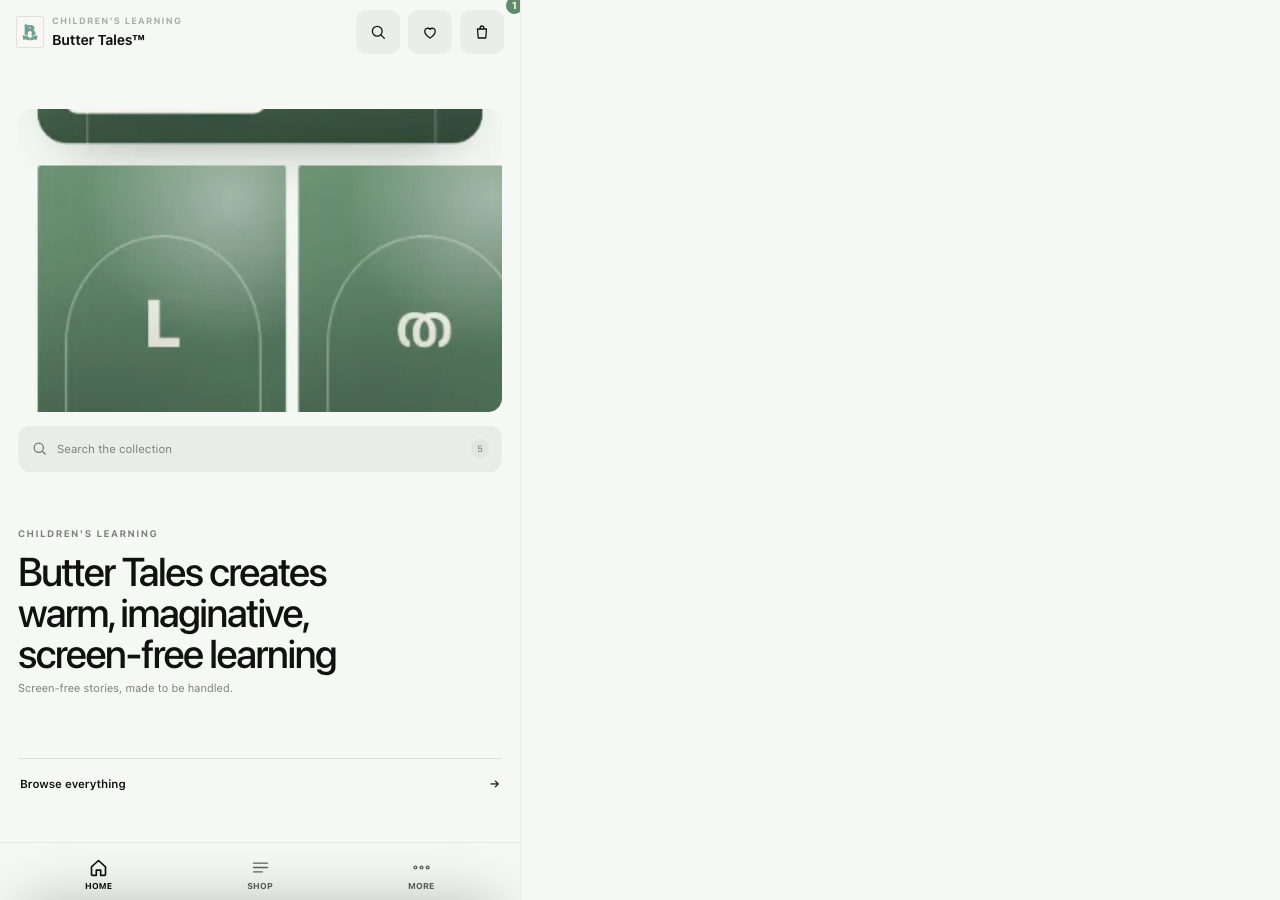 1
CHILDREN'S LEARNING
Butter Tales™
L
Search the collection
5
CHILDREN'S LEARNING
Butter Tales creates
warm, imaginative,
screen-free learning
Screen-free stories, made to be handled.
Browse everything
HOME
SHOP
MORE